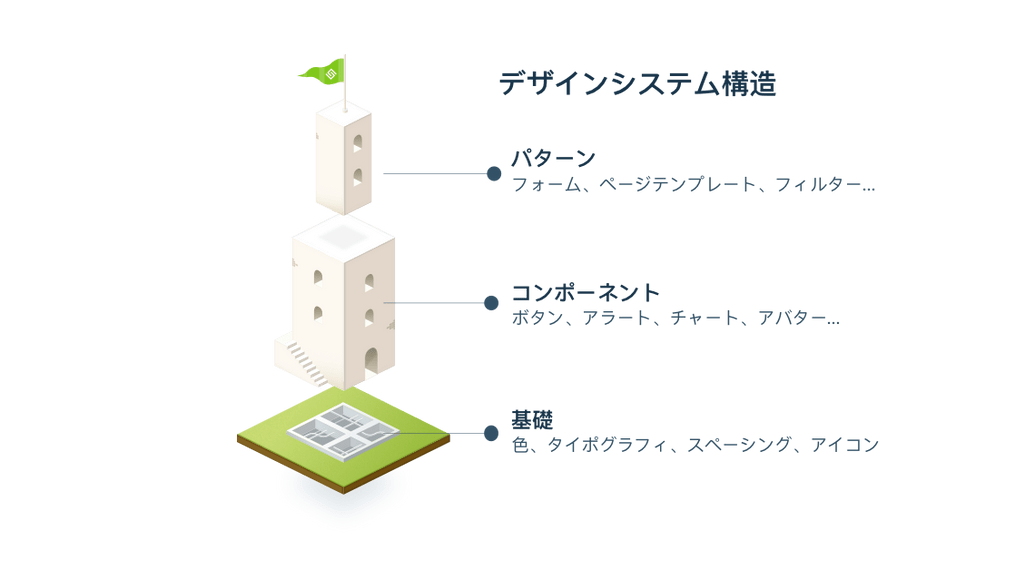 デザインシステム構造
パターン
フォーム、ページテンプレート、フィルター...
コンポーネント
ボタン、アラート、チャート、アバター...
基礎
色、タイポグラフィ、スペーシング、アイコン